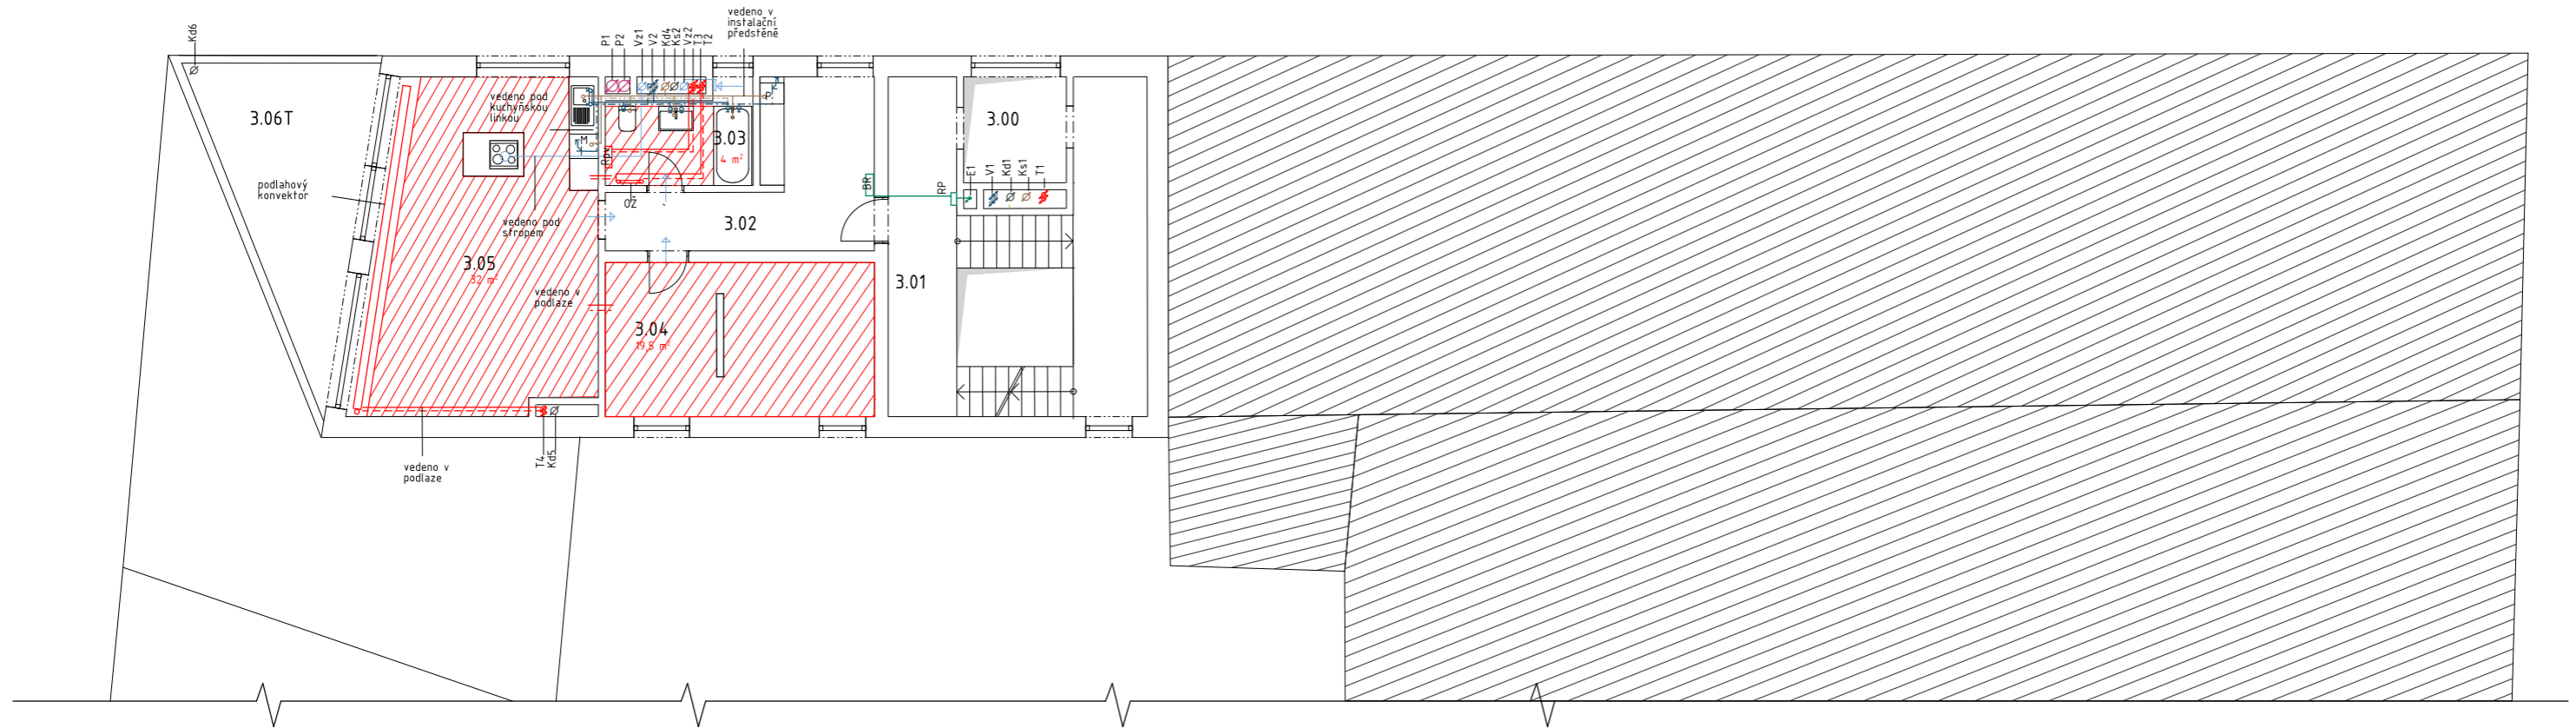 Kd6
P1
P2
Vz1
V2
Kd4
Ks2
Vz2
T3
T2
vedeno v
instalační
předstěně
3.06T
vedeno pod
kuchyňskou
linkou
M
P
3.03
4 m²
3.00
Rpv
podlahový
konvektor
OŽ
BR
RP
E1
V1
Kd1
Ks1
T1
vedeno pod
stropem
3.02
3.05
32 m²
vedeno v
podlaze
3.01
3.04
19,5 m²
T4
Kd5
vedeno v
podlaze